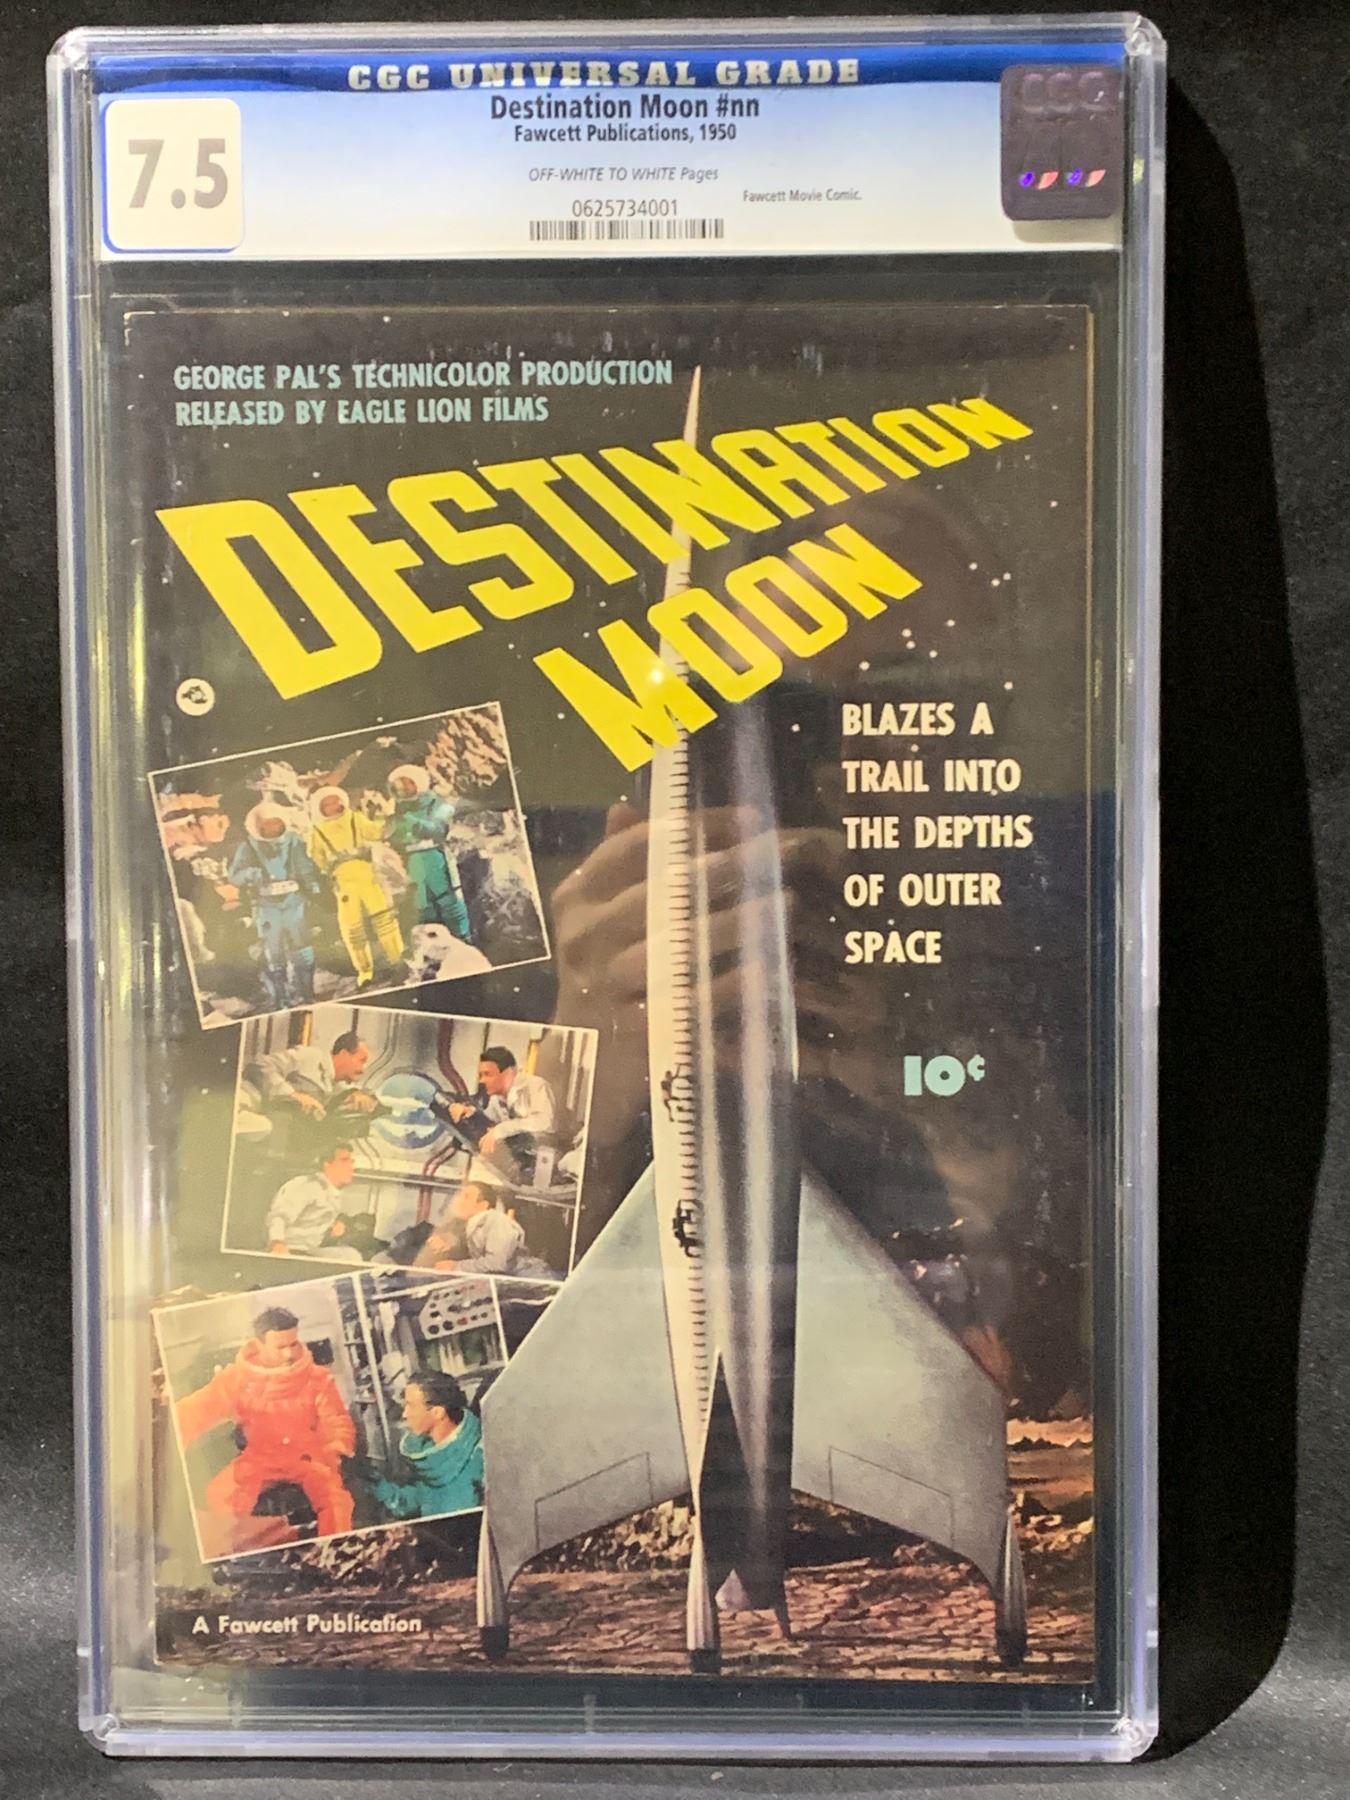 CGC UNIVERSAL GRADE
7.5
Destination Moon #nn
Fawcett Publications, 1950
OFF-WHITE TO WHITE Pages
Fawcett Movie Comic.
0625734001
CGC
GEORGE PAL'S TECHNICOLOR PRODUCTION
RELEASED BY EAGLE LION FILMS
DESTINATION
MOON
BLAZES A
TRAIL INTO
THE DEPTHS
OF OUTER
SPACE
10¢
A Fawcett Publication